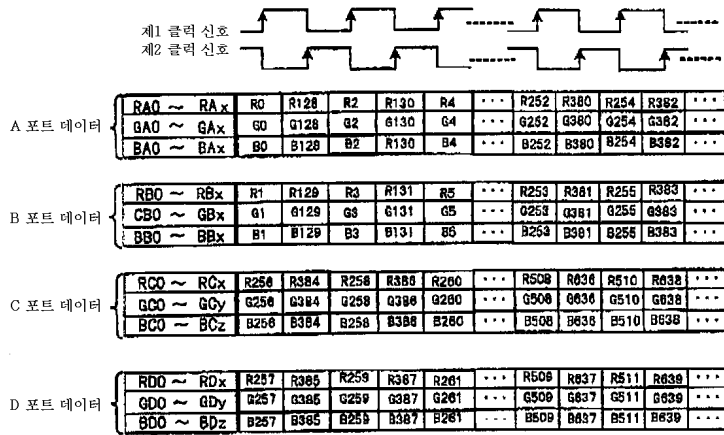 제1 클럭 신호
제2 클럭 신호
A 포트 데이터
RA0 ~ RAx R0 R128 R2 R130 R4 ··· R252 R380 R254 R382 ···
GA0 ~ GAx G0 G128 G2 G130 G4 ··· G252 G380 G254 G382 ···
BA0 ~ BAx B0 B128 B2 B130 B4 ··· B252 B380 B254 B382 ···
B 포트 데이터
RB0 ~ RBx R1 R129 R3 R131 R5 ··· R253 R381 R255 R383 ···
CB0 ~ GBx G1 G129 G3 G131 G5 ··· G253 G381 G255 G383 ···
BB0 ~ BBx B1 B129 B3 B131 B5 ··· B253 B381 B255 B383 ···
C 포트 데이터
RC0 ~ RCx R256 R384 R258 R386 R260 ··· R508 R636 R510 R638 ···
GC0 ~ GCy G256 G384 G258 G386 G260 ··· G508 G636 G510 G638 ···
BC0 ~ BCz B256 B384 B258 B386 B260 ··· B508 B636 B510 B638 ···
D 포트 데이터
RD0 ~ RDx R257 R385 R259 R387 R261 ··· R509 R637 R511 R639 ···
GD0 ~ GDy G257 G385 G259 G387 G261 ··· G509 G637 G511 G639 ···
BD0 ~ BDz B257 B385 B259 B387 B261 ··· B509 B637 B511 B639 ···